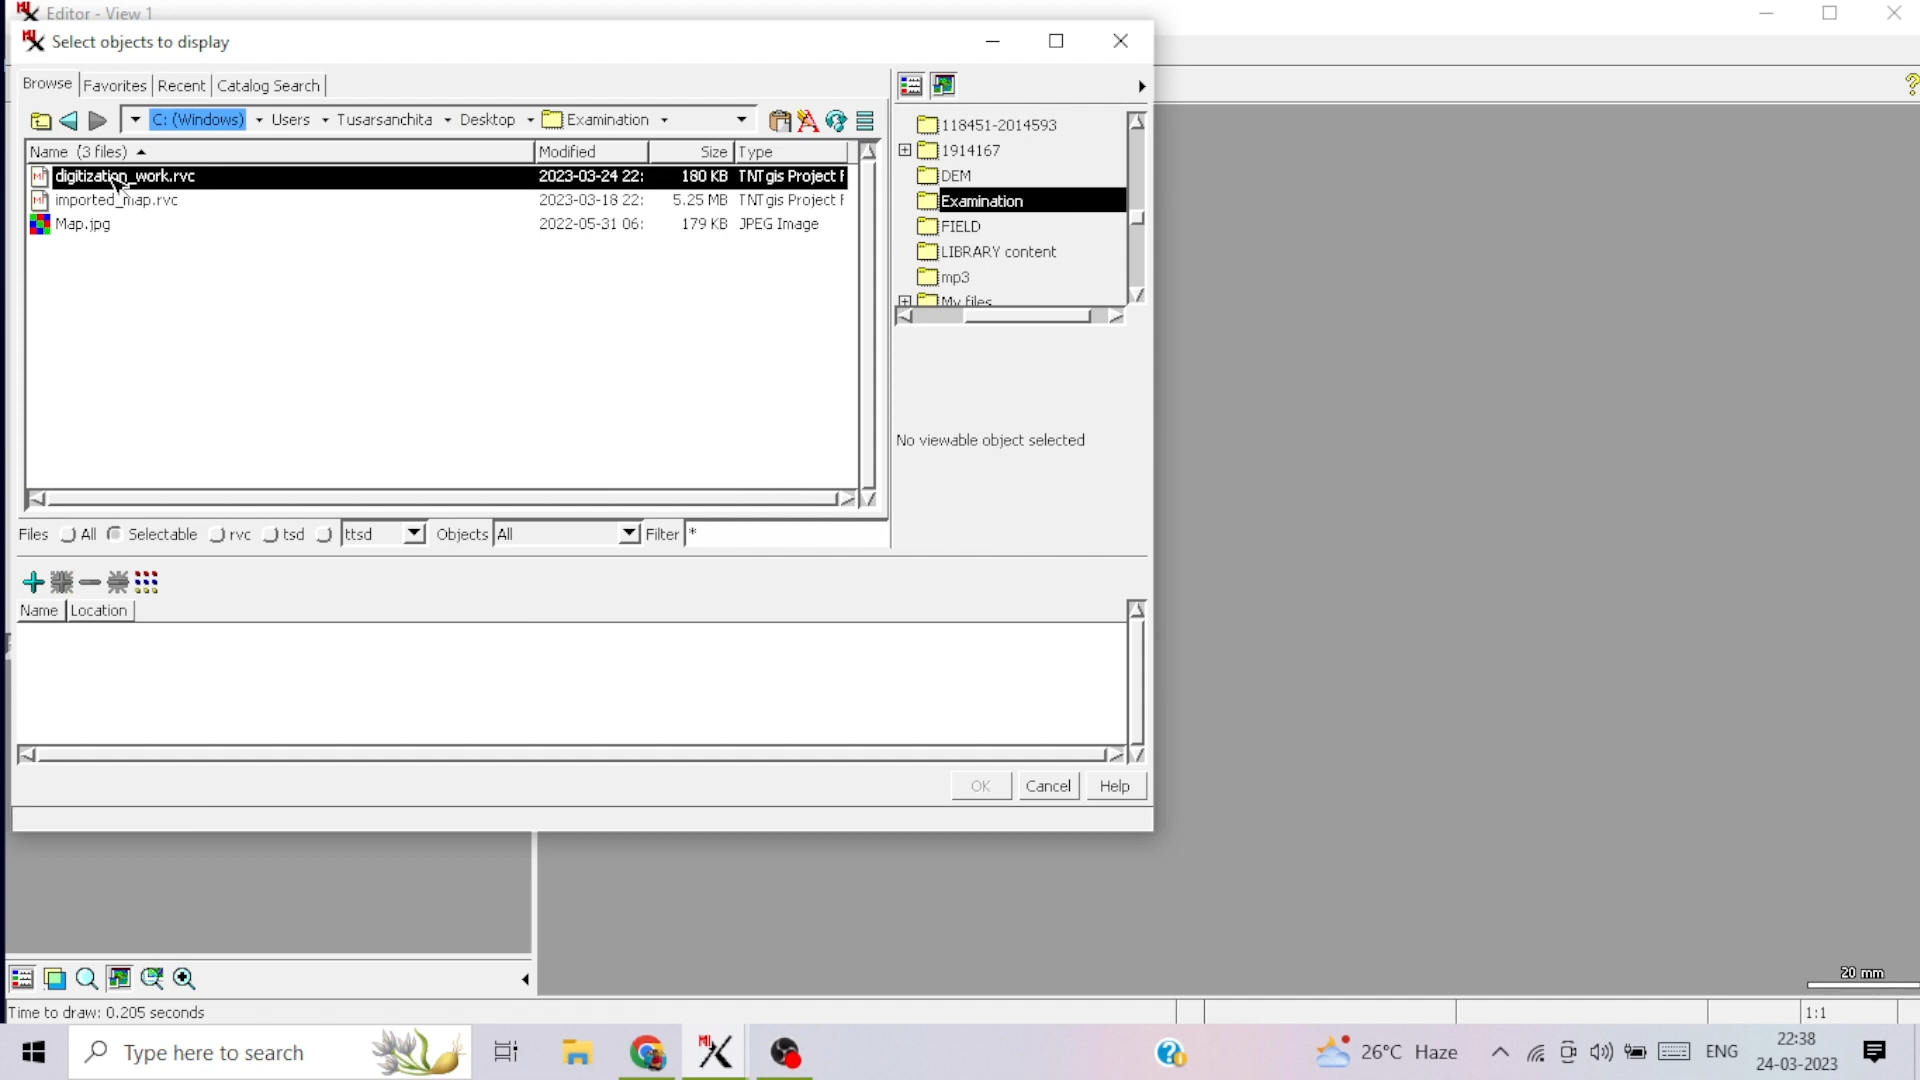 Editor - View 1
Select objects to display
Browse Favorites Recent Catalog Search
C: (Windows) Users Tusarsanchita Desktop Examination
Name (3 files) Modified Size Type
digitization_work.rvc 2023-03-24 22: 180 KB TNTgis Project F
imported_map.rvc 2023-03-18 22: 5.25 MB TNTgis Project F
Map.jpg 2022-05-31 06: 179 KB JPEG Image
118451-2014593
1914167
DEM
Examination
FIELD
LIBRARY content
mp3
My files
No viewable object selected
Files All Selectable rvc tsd ttsd Objects All Filter *
Name Location
OK Cancel Help
20 mm
Time to draw: 0.205 seconds 1:1
Type here to search 26°C Haze ENG 22:38
24-03-2023